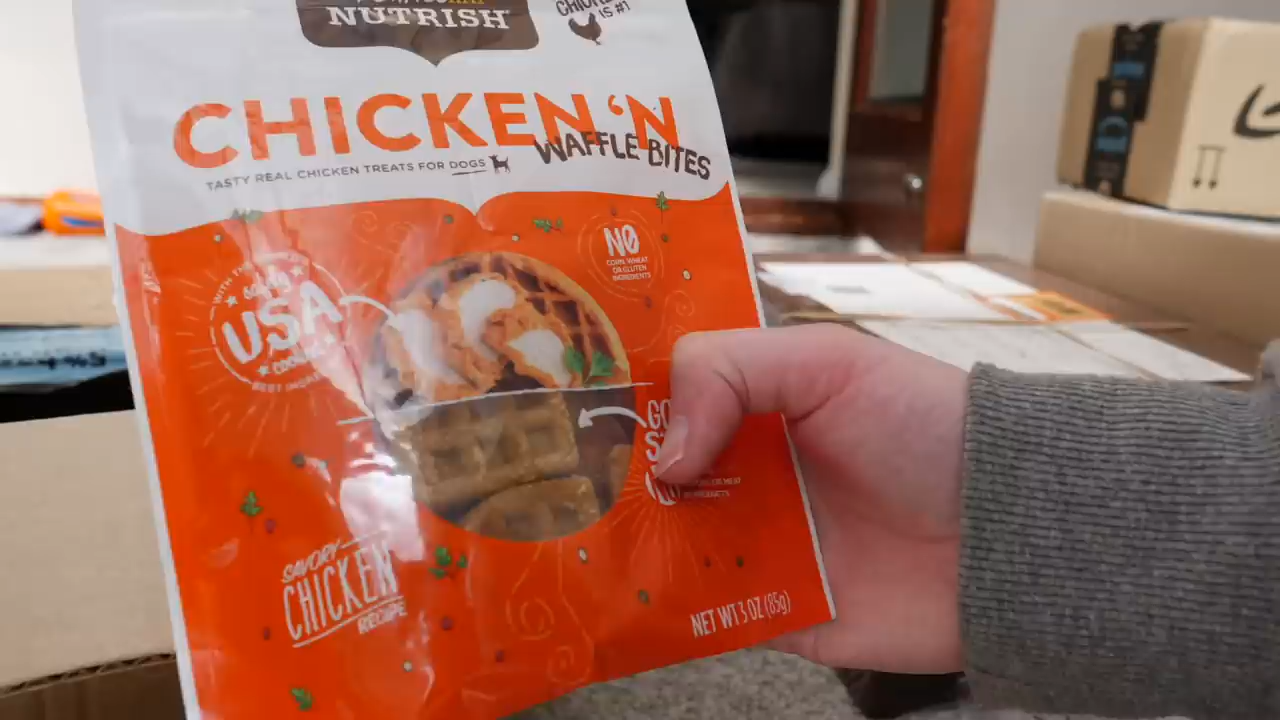 NUTRISH
IS #1
CHICKEN 'N
WAFFLE BITES
TASTY REAL CHICKEN TREATS FOR DOGS
NO
CORN, WHEAT
OR GLUTEN
INGREDIENTS
USA
SAVORY
CHICKEN
RECIPE
NET WT 3 OZ (85g)